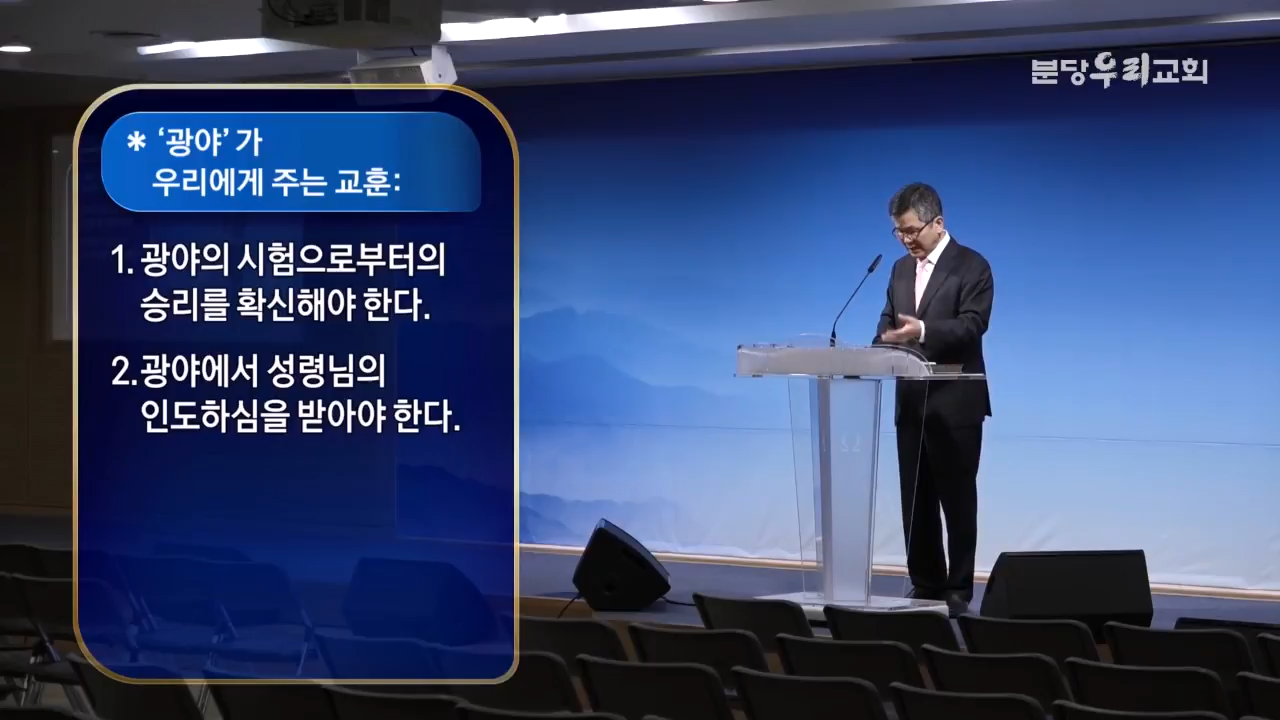 분당우리교회
* ‘광야’가
우리에게 주는 교훈:
1. 광야의 시험으로부터의
승리를 확신해야 한다.
2. 광야에서 성령님의
인도하심을 받아야 한다.